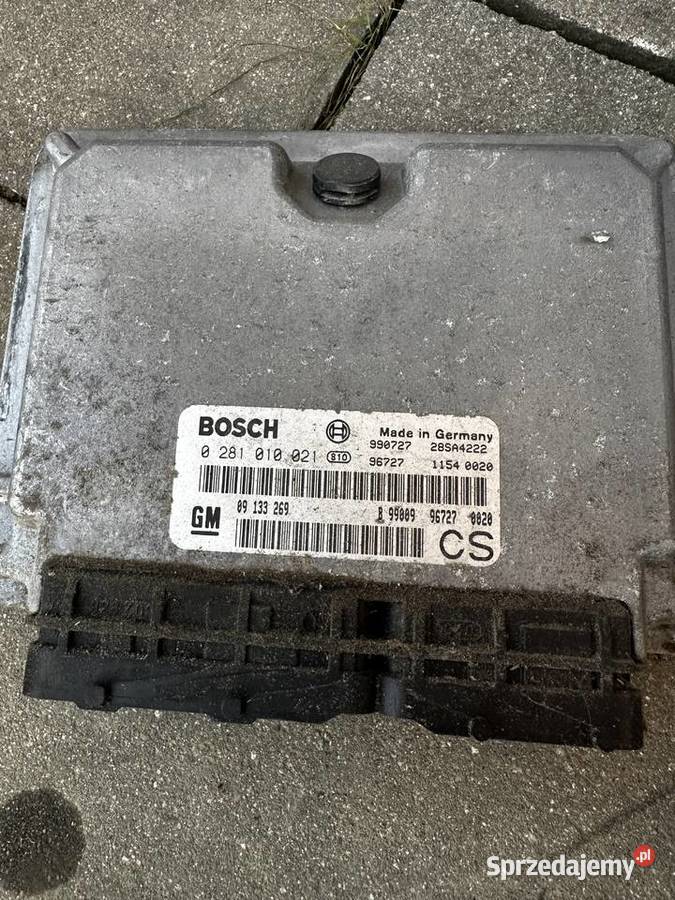 BOSCH
Made in Germany
0 281 010 021 810
990727 28SA4222
96727 1154 0020
GM
09 133 269
B 99009 96727 0020
CS
Sprzedajemy.pl